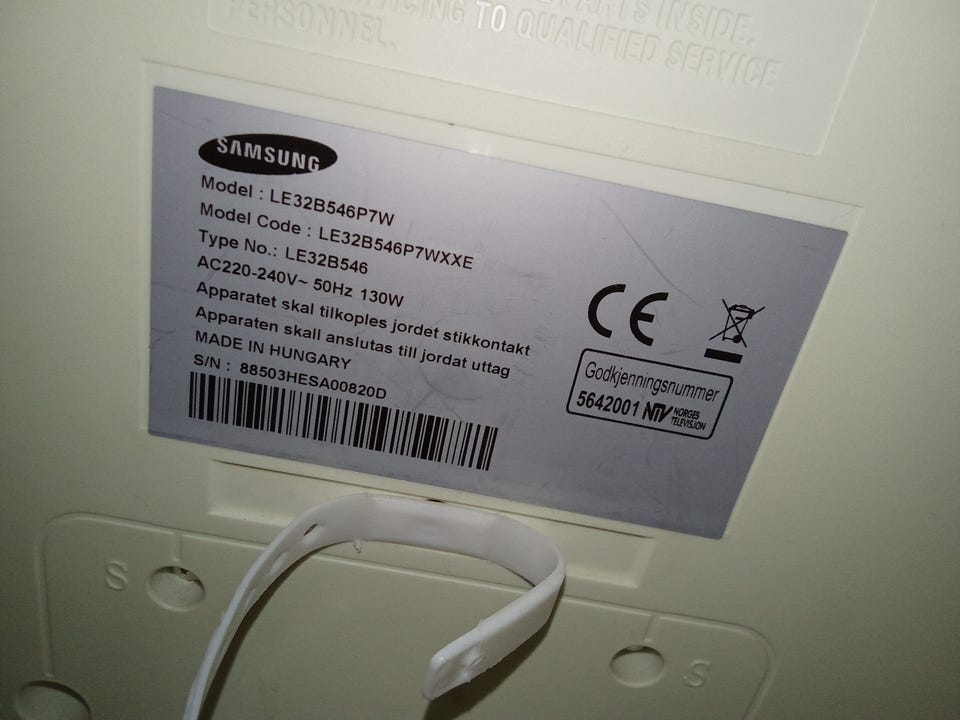 PARTS INSIDE.
TO QUALIFIED SERVICE
PERSONNEL.
SAMSUNG
Model : LE32B546P7W
Model Code : LE32B546P7WXXE
Type No.: LE32B546
AC220-240V~ 50Hz 130W
Apparatet skal tilkoples jordet stikkontakt
Apparaten skall anslutas till jordat uttag
MADE IN HUNGARY
S/N : 88503HESA00820D
CE
Godkjenningsnummer
5642001 NTV NORGES
TELEVISJON
S
S